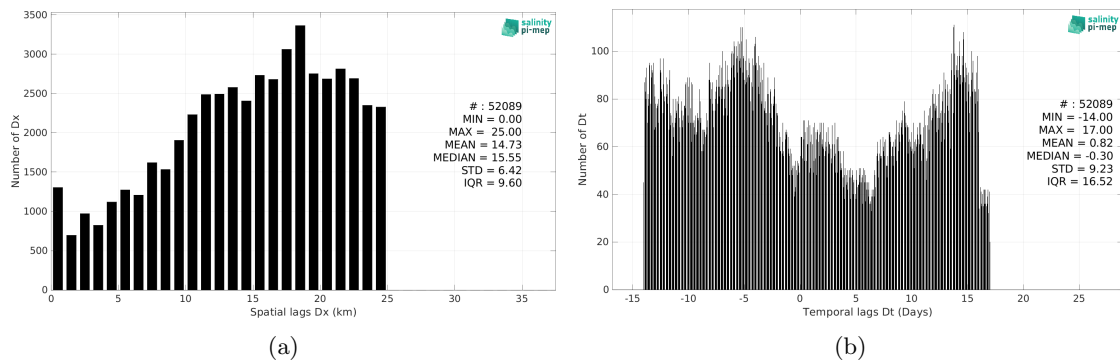 3500
3000
2500
2000
1500
1000
500
0
Number of Dx
0 5 10 15 20 25 30 35
Spatial lags Dx (km)
salinity
pi-mep
# : 52089
MIN = 0.00
MAX = 25.00
MEAN = 14.73
MEDIAN = 15.55
STD = 6.42
IQR = 9.60
(a)
100
80
60
40
20
0
Number of Dt
-15 -10 -5 0 5 10 15 20 25
Temporal lags Dt (Days)
salinity
pi-mep
# : 52089
MIN = -14.00
MAX = 17.00
MEAN = 0.82
MEDIAN = -0.30
STD = 9.23
IQR = 16.52
(b)